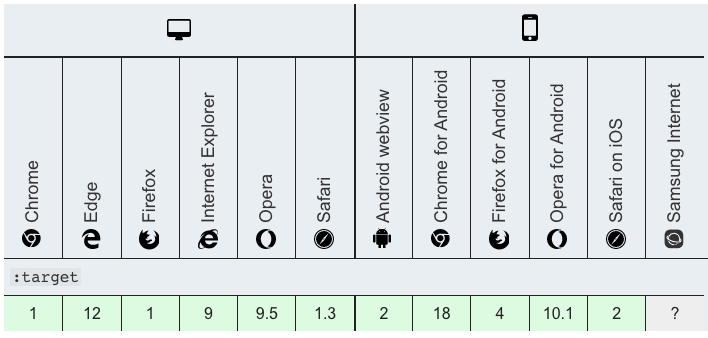 Chrome
Edge
Firefox
Internet Explorer
Opera
Safari
Android webview
Chrome for Android
Firefox for Android
Opera for Android
Safari on iOS
Samsung Internet
:target
1 12 1 9 9.5 1.3 2 18 4 10.1 2 ?